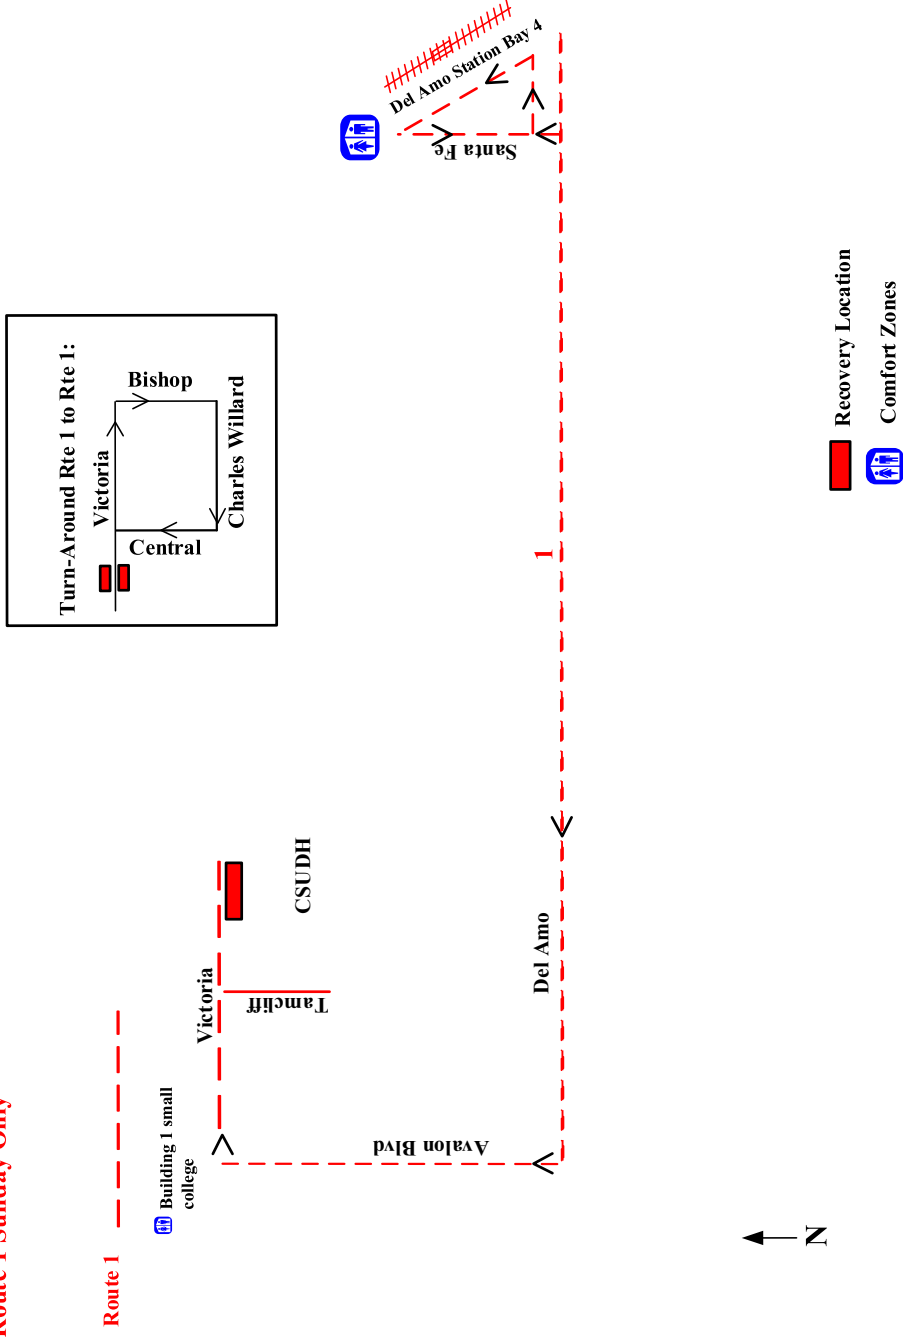 Route 1 Sunday Only
Route 1
Building 1 small
college
Victoria
Tamcliff
CSUDH
Avalon Blvd
Del Amo
1
Turn-Around Rte 1 to Rte 1:
Victoria
Bishop
Central
Charles Willard
Del Amo Station Bay 4
Santa Fe
Recovery Location
Comfort Zones
N